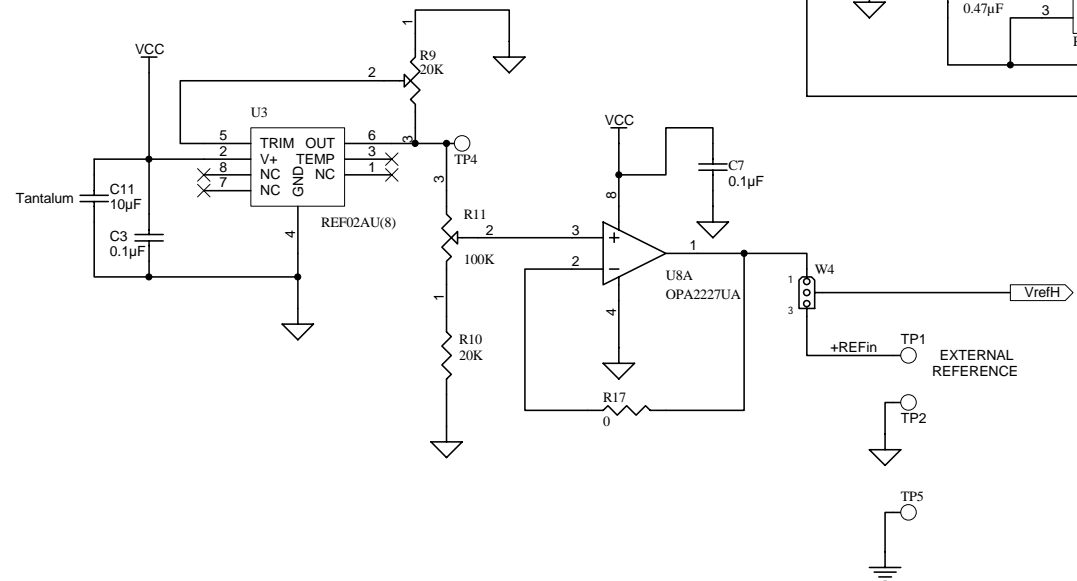 0.47µF
3
1
VCC
R9
20K
2
U3
3
5
TRIM
OUT
6
TP4
2
V+
TEMP
3
8
NC
NC
1
7
NC
GND
REF02AU(8)
4
Tantalum
C11
10µF
C3
0.1µF
3
R11
2
100K
1
R10
20K
VCC
C7
0.1µF
8
3
+
2
−
1
U8A
OPA2227UA
4
R17
0
W4
1
3
VrefH
+REFin
TP1
EXTERNAL
REFERENCE
TP2
TP5